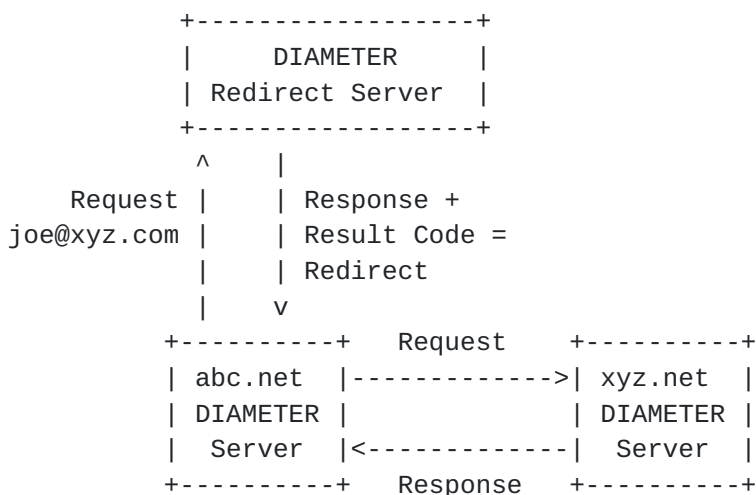 +------------------+
|     DIAMETER     |
| Redirect Server  |
+------------------+
^    |
Request |    | Response +
joe@xyz.com |    | Result Code =
|    | Redirect
|    v
+----------+   Request    +----------+
| abc.net  |------------->| xyz.net  |
| DIAMETER |              | DIAMETER |
|  Server  |<-------------|  Server  |
+----------+   Response   +----------+